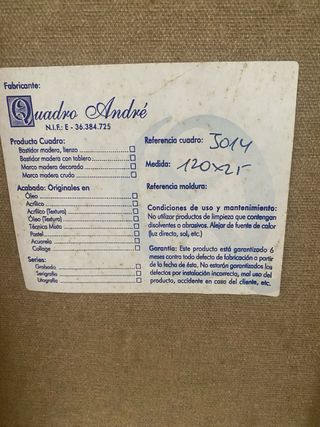 Fabricante:
Quadro André
N.I.F.: E - 36.384.725
Producto Cuadro:
Bastidor madera, lienzo
Bastidor madera con tablero
Marco madera decorado
Marco madera crudo
Acabado: Originales en
Óleo
Acrílico
Acrílico (Textura)
Óleo (Textura)
Técnica Mixta
Pastel
Acuarela
Collage
Series:
Grabado
Serigrafía
Litografía
Referencia cuadro: J014
Medida: 120x25
Referencia moldura:
Condiciones de uso y mantenimiento:
No utilizar productos de limpieza que contengan
disolventes o abrasivos. Alejar de fuente de calor
(luz directa, sol, etc.)
Garantía: Este producto está garantizado 6
meses contra todo defecto de fabricación a partir
de la fecha de ésta. No están garantizados los
defectos por instalación incorrecta, mal uso del
producto, accidente en casa del cliente, etc.